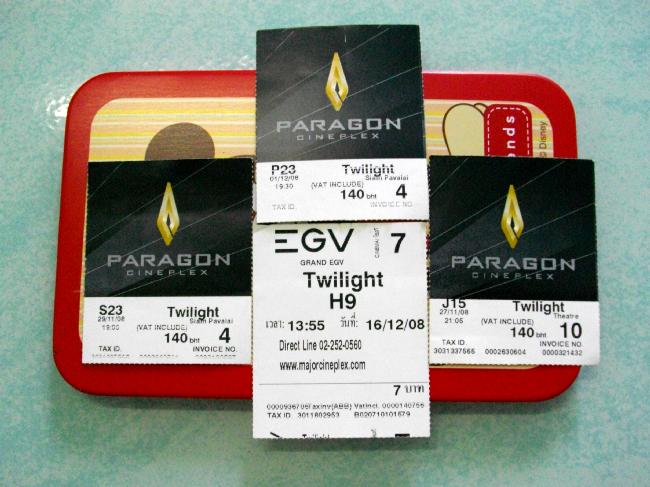 PARAGON
CINEPLEX
P23 Twilight
Siam Pavalai
01/12/08
19:30
(VAT INCLUDE)
140 bht 4
TAX ID. INVOICE NO.
PARAGON
CINEPLEX
S23 Twilight
Siam Pavalai
29/11/08
19:00
(VAT INCLUDE)
140 bht 4
TAX ID. INVOICE NO.
EGV 7
GRAND EGV
Twilight
H9
เวลา: 13:55 วันที่: 16/12/08
Direct Line 02-252-0560
www.majorcineplex.com
7 บาท
TAX ID. 3011802953 B020710101579
Twilight
PARAGON
CINEPLEX
J15 Twilight
Theatre
27/11/08
21:05
(VAT INCLUDE)
140 bht 10
TAX ID. INVOICE NO.
3031337565 0002630604 0000321432
ends
© Disney